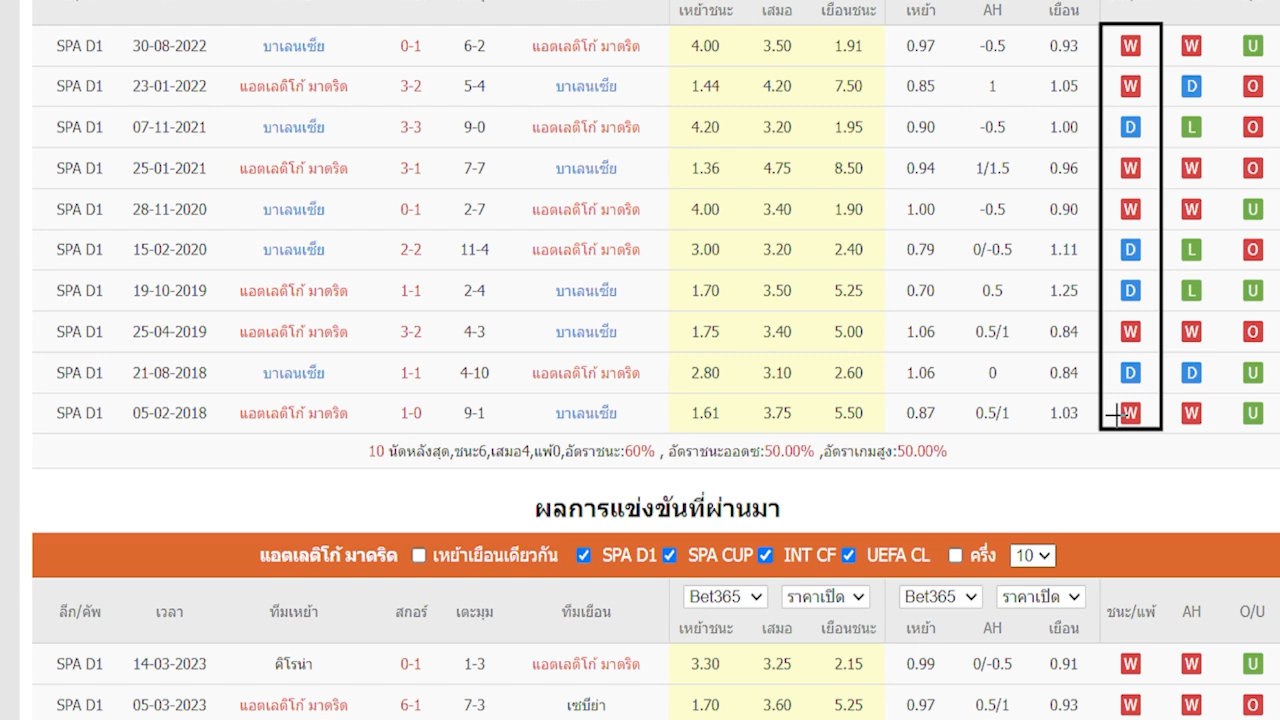 เหย้าชนะ เสมอ เยือนชนะ เหย้า AH เยือน
SPA D1 30-08-2022 บาเลนเซีย 0-1 6-2 แอตเลติโก้ มาดริด 4.00 3.50 1.91 0.97 -0.5 0.93 W W U
SPA D1 23-01-2022 แอตเลติโก้ มาดริด 3-2 5-4 บาเลนเซีย 1.44 4.20 7.50 0.85 1 1.05 W D O
SPA D1 07-11-2021 บาเลนเซีย 3-3 9-0 แอตเลติโก้ มาดริด 4.20 3.20 1.95 0.90 -0.5 1.00 D L O
SPA D1 25-01-2021 แอตเลติโก้ มาดริด 3-1 7-7 บาเลนเซีย 1.36 4.75 8.50 0.94 1/1.5 0.96 W W O
SPA D1 28-11-2020 บาเลนเซีย 0-1 2-7 แอตเลติโก้ มาดริด 4.00 3.40 1.90 1.00 -0.5 0.90 W W U
SPA D1 15-02-2020 บาเลนเซีย 2-2 11-4 แอตเลติโก้ มาดริด 3.00 3.20 2.40 0.79 0/-0.5 1.11 D L O
SPA D1 19-10-2019 แอตเลติโก้ มาดริด 1-1 2-4 บาเลนเซีย 1.70 3.50 5.25 0.70 0.5 1.25 D L U
SPA D1 25-04-2019 แอตเลติโก้ มาดริด 3-2 4-3 บาเลนเซีย 1.75 3.40 5.00 1.06 0.5/1 0.84 W W O
SPA D1 21-08-2018 บาเลนเซีย 1-1 4-10 แอตเลติโก้ มาดริด 2.80 3.10 2.60 1.06 0 0.84 D D U
SPA D1 05-02-2018 แอตเลติโก้ มาดริด 1-0 9-1 บาเลนเซีย 1.61 3.75 5.50 0.87 0.5/1 1.03 W W U
10 นัดหลังสุด,ชนะ6,เสมอ4,แพ้0,อัตราชนะ:60% , อัตราชนะออดซ:50.00% ,อัตราเกมสูง:50.00%
ผลการแข่งขันที่ผ่านมา
แอตเลติโก้ มาดริด เหย้าเยือนเดียวกัน SPA D1 SPA CUP INT CF UEFA CL ครึ่ง 10
Bet365 ราคาเปิด Bet365 ราคาเปิด
ลีก/คัพ เวลา ทีมเหย้า สกอร์ เตะมุม ทีมเยือน เหย้าชนะ เสมอ เยือนชนะ เหย้า AH เยือน ชนะ/แพ้ AH O/U
SPA D1 14-03-2023 คิโรน่า 0-1 1-3 แอตเลติโก้ มาดริด 3.30 3.25 2.15 0.99 0/-0.5 0.91 W W U
SPA D1 05-03-2023 แอตเลติโก้ มาดริด 6-1 7-3 เซบีย่า 1.70 3.60 5.25 0.97 0.5/1 0.93 W W O